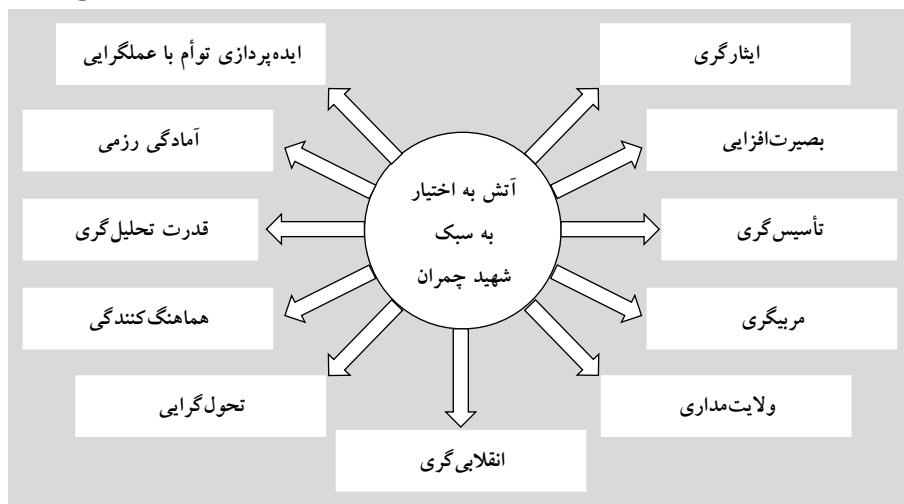 ایثارگری
ایده‌پردازی توأم با عملگرایی
بصیرت‌افزایی
آمادگی رزمی
آتش به اختیار
به سبک
شهید چمران
تأسیس‌گری
قدرت تحلیل‌گری
مربیگری
هماهنگ‌کنندگی
ولایت‌مداری
تحول‌گرایی
انقلابی‌گری